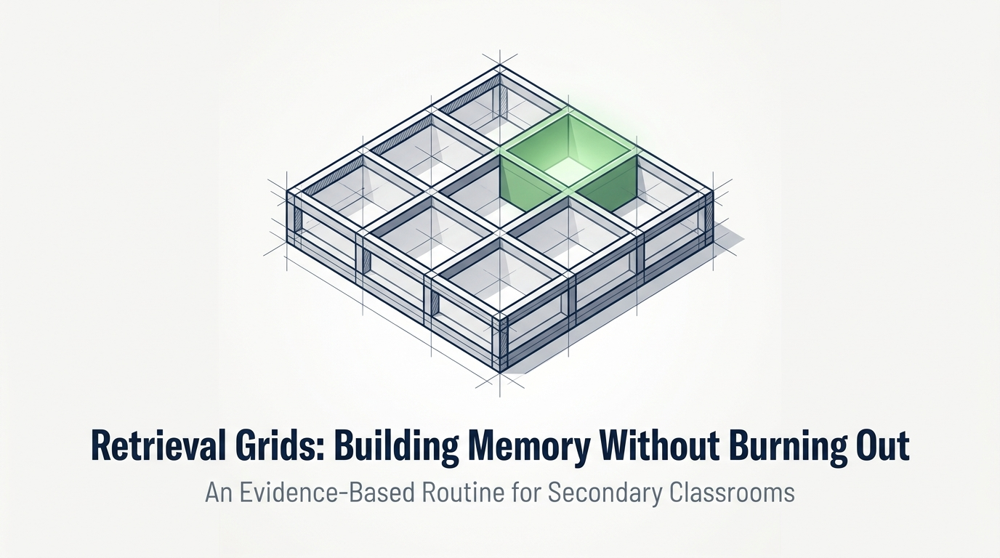 Retrieval Grids: Building Memory Without Burning Out
An Evidence-Based Routine for Secondary Classrooms